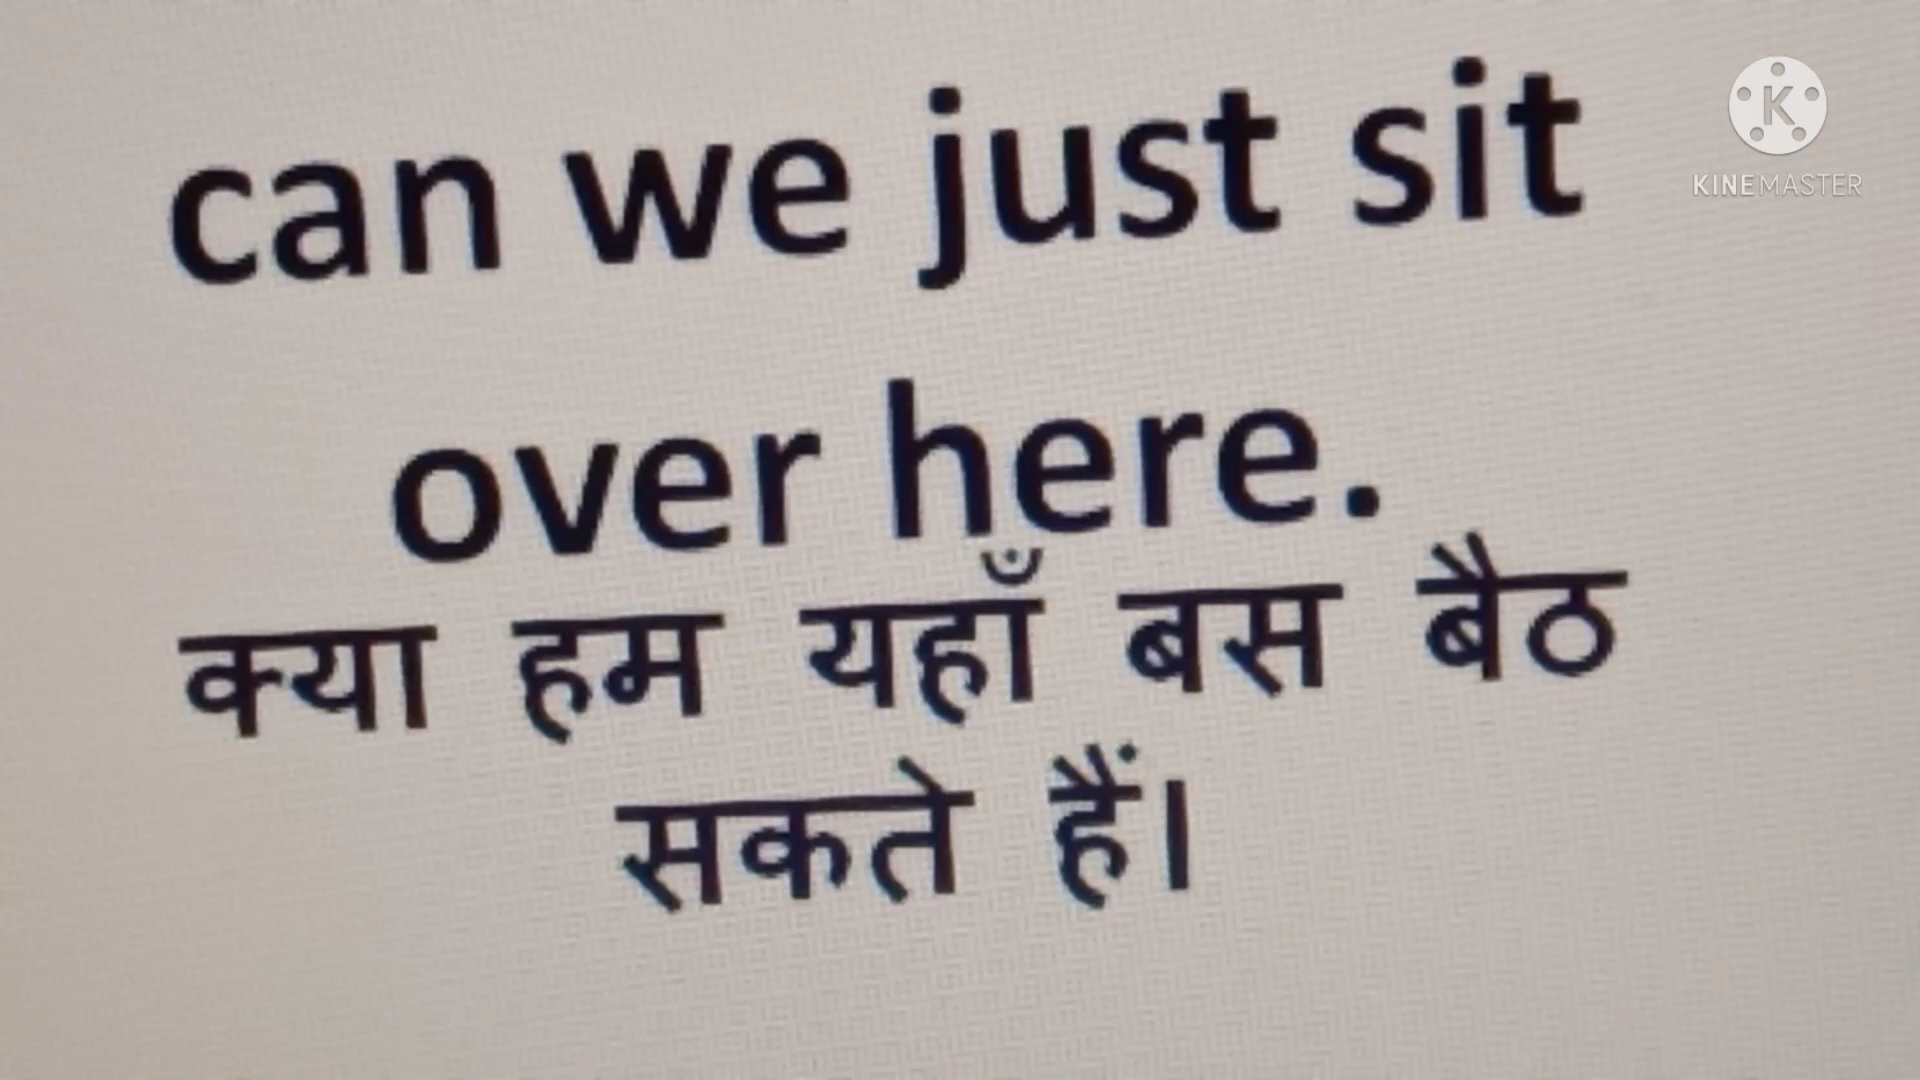 can we just sit
over here.
क्या हम यहाँ बस बैठ
सकते हैं।
KINEMASTER